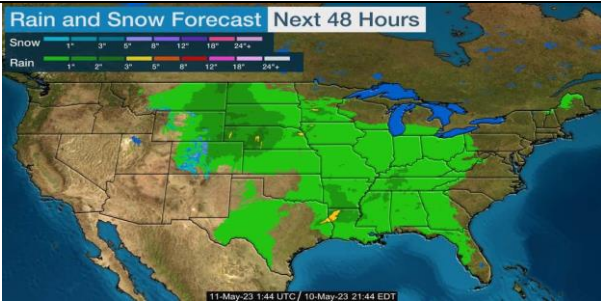 Rain and Snow Forecast Next 48 Hours
Snow 1" 3" 5" 8" 12" 18" 24"+
Rain 1" 2" 3" 5" 8" 12" 18" 24"+
11-May-23 1:44 UTC / 10-May-23 21:44 EDT